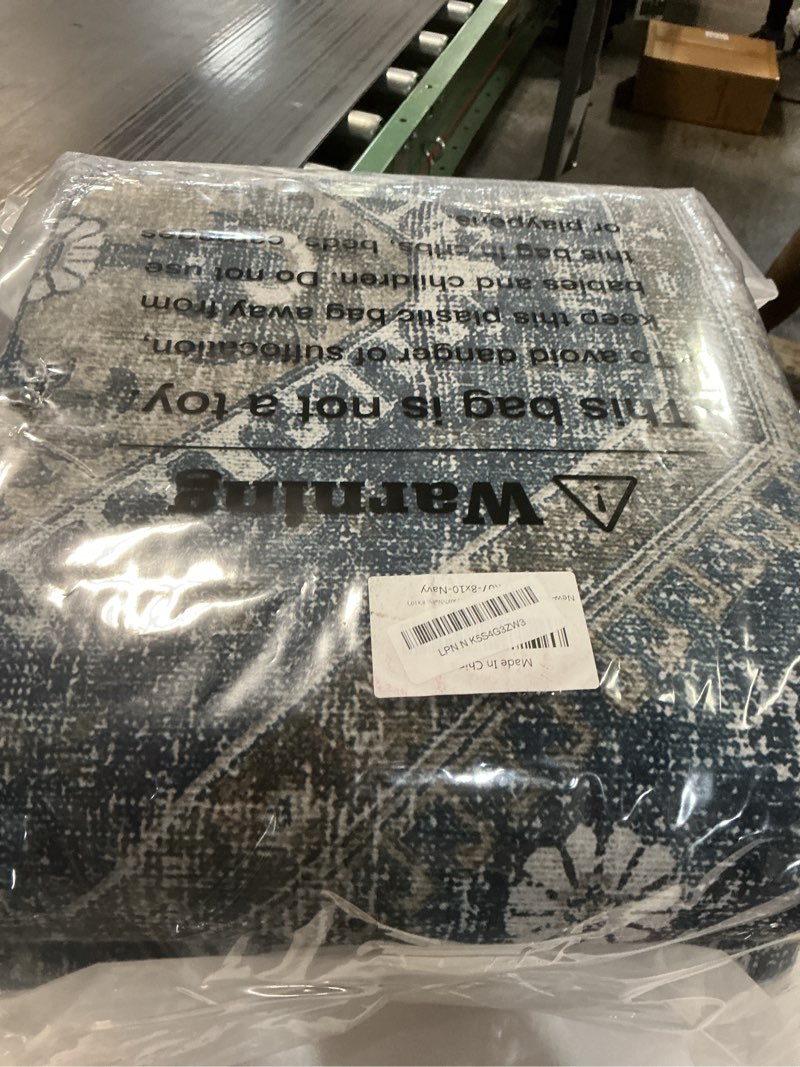 Warning
This bag is not a toy.
To avoid danger of suffocation,
keep this plastic bag away from
babies and children. Do not use
this bag in cribs, beds, carriages
or playpens.
Made In
LPN N K5S4G3ZW3
8x10-Navy
New